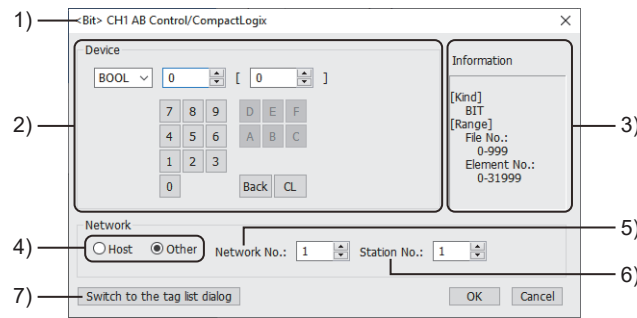 1) <Bit> CH1 AB Control/CompactLogix
Device
BOOL 0 [ 0 ]
7 8 9 D E F
4 5 6 A B C
1 2 3
0 Back CL
2)
Information
[Kind]
BIT
[Range]
File No.:
0-999
Element No.:
0-31999
3)
Network
4) Host Other Network No.: 1 Station No.: 1
5)
6)
7) Switch to the tag list dialog OK Cancel